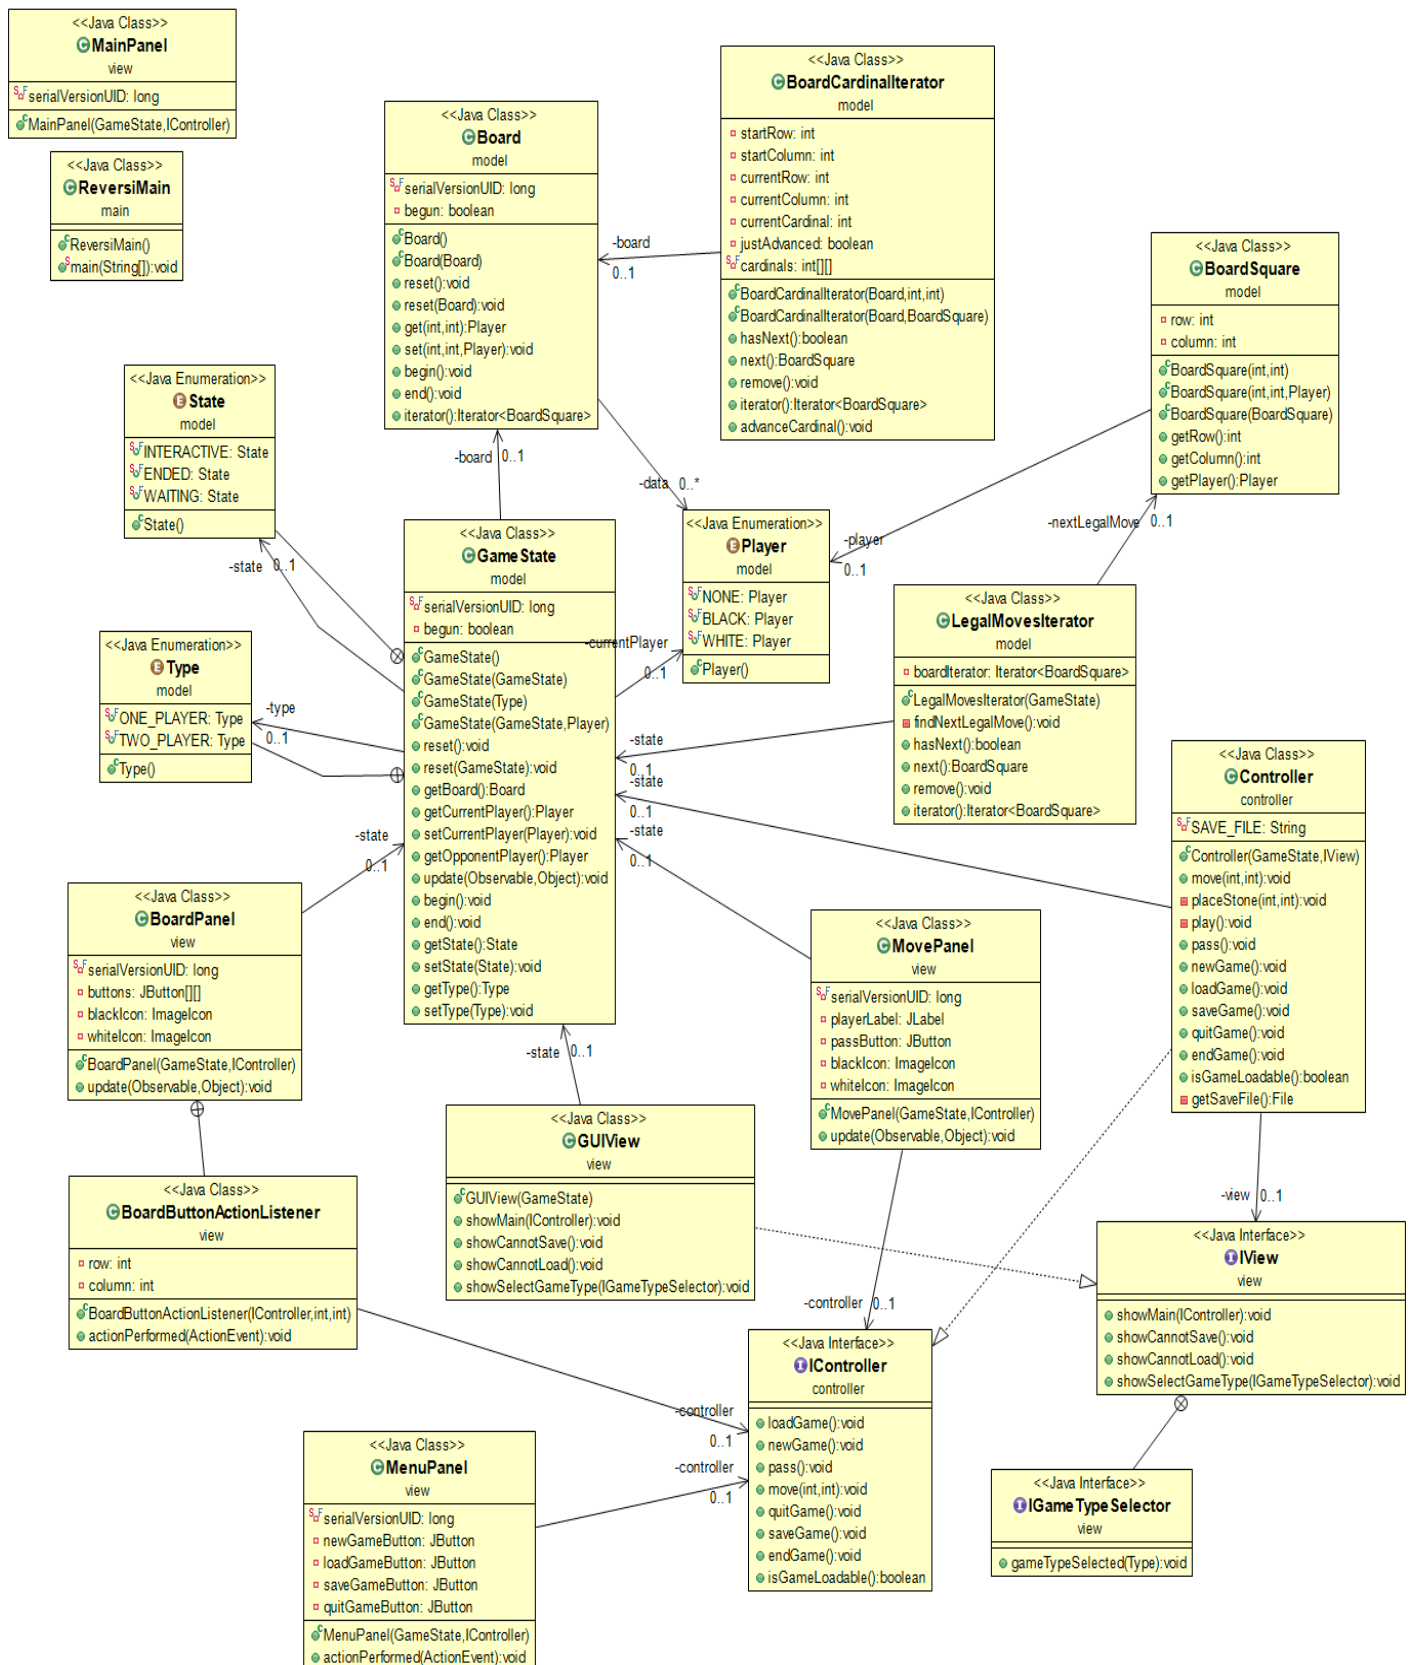 <<Java Class>>
MainPanel
view
serialVersionUID: long
MainPanel(GameState,IController)
<<Java Class>>
ReversiMain
main
ReversiMain()
main(String[]):void
<<Java Class>>
Board
model
serialVersionUID: long
begun: boolean
Board()
Board(Board)
reset():void
reset(Board):void
get(int,int):Player
set(int,int,Player):void
begin():void
end():void
iterator():Iterator<BoardSquare>
<<Java Class>>
BoardCardinalIterator
model
startRow: int
startColumn: int
currentRow: int
currentColumn: int
currentCardinal: int
justAdvanced: boolean
cardinals: int[][]
BoardCardinalIterator(Board,int,int)
BoardCardinalIterator(Board,BoardSquare)
hasNext():boolean
next():BoardSquare
remove():void
iterator():Iterator<BoardSquare>
advanceCardinal():void
-board
0..1
<<Java Class>>
BoardSquare
model
row: int
column: int
BoardSquare(int,int)
BoardSquare(int,int,Player)
BoardSquare(BoardSquare)
getRow():int
getColumn():int
getPlayer():Player
<<Java Enumeration>>
State
model
INTERACTIVE: State
ENDED: State
WAITING: State
State()
-board 0..1
-data 0..*
-nextLegalMove 0..1
-state 0..1
<<Java Enumeration>>
Player
model
NONE: Player
BLACK: Player
WHITE: Player
Player()
-player
0..1
<<Java Class>>
GameState
model
serialVersionUID: long
begun: boolean
GameState()
GameState(GameState)
GameState(Type)
GameState(GameState,Player)
reset():void
reset(GameState):void
getBoard():Board
getCurrentPlayer():Player
setCurrentPlayer(Player):void
getOpponentPlayer():Player
update(Observable,Object):void
begin():void
end():void
getState():State
setState(State):void
getType():Type
setType(Type):void
-currentPlayer
0..1
<<Java Class>>
LegalMovesIterator
model
boardIterator: Iterator<BoardSquare>
LegalMovesIterator(GameState)
findNextLegalMove():void
hasNext():boolean
next():BoardSquare
remove():void
iterator():Iterator<BoardSquare>
<<Java Enumeration>>
Type
model
ONE_PLAYER: Type
TWO_PLAYER: Type
Type()
-type
0..1
-state
0..1
-state
0..1
-state
0..1
-state
0..1
<<Java Class>>
Controller
controller
SAVE_FILE: String
Controller(GameState,IView)
move(int,int):void
placeStone(int,int):void
play():void
pass():void
newGame():void
loadGame():void
saveGame():void
quitGame():void
endGame():void
isGameLoadable():boolean
getSaveFile():File
<<Java Class>>
BoardPanel
view
serialVersionUID: long
buttons: JButton[][]
blackIcon: ImageIcon
whiteIcon: ImageIcon
BoardPanel(GameState,IController)
update(Observable,Object):void
<<Java Class>>
MovePanel
view
serialVersionUID: long
playerLabel: JLabel
passButton: JButton
blackIcon: ImageIcon
whiteIcon: ImageIcon
MovePanel(GameState,IController)
update(Observable,Object):void
-state 0..1
<<Java Class>>
GUIView
view
GUIView(GameState)
showMain(IController):void
showCannotSave():void
showCannotLoad():void
showSelectGameType(IGameTypeSelector):void
<<Java Class>>
BoardButtonActionListener
view
row: int
column: int
BoardButtonActionListener(IController,int,int)
actionPerformed(ActionEvent):void
-view 0..1
<<Java Interface>>
IView
view
showMain(IController):void
showCannotSave():void
showCannotLoad():void
showSelectGameType(IGameTypeSelector):void
-controller 0..1
<<Java Interface>>
IController
controller
loadGame():void
newGame():void
pass():void
move(int,int):void
quitGame():void
saveGame():void
endGame():void
isGameLoadable():boolean
-controller
0..1
-controller
0..1
<<Java Class>>
MenuPanel
view
serialVersionUID: long
newGameButton: JButton
loadGameButton: JButton
saveGameButton: JButton
quitGameButton: JButton
MenuPanel(GameState,IController)
actionPerformed(ActionEvent):void
<<Java Interface>>
IGameTypeSelector
view
gameTypeSelected(Type):void